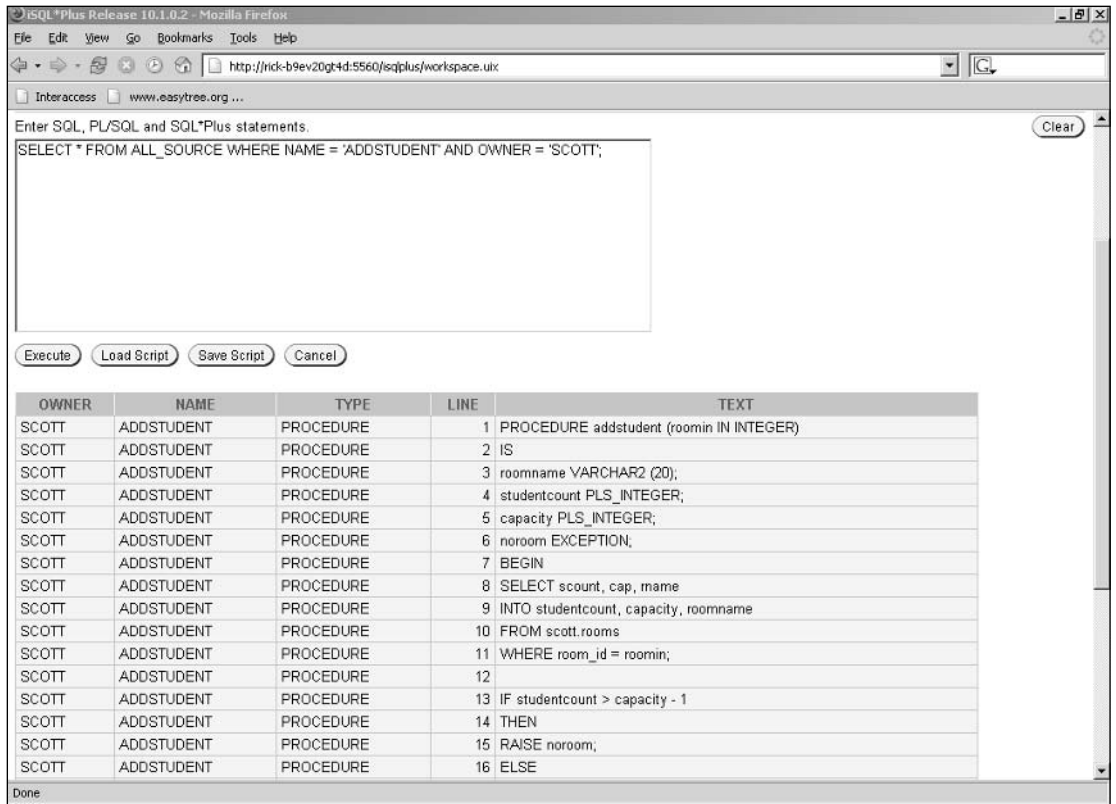 iSQL*Plus Release 10.1.0.2 - Mozilla Firefox
File Edit View Go Bookmarks Tools Help
http://rick-b9ev20gt4d:5560/isqlplus/workspace.uix
G
Interaccess www.easytree.org ...
Enter SQL, PL/SQL and SQL*Plus statements.
Clear
SELECT * FROM ALL_SOURCE WHERE NAME = 'ADDSTUDENT' AND OWNER = 'SCOTT';
Execute Load Script Save Script Cancel
OWNER NAME TYPE LINE TEXT
SCOTT ADDSTUDENT PROCEDURE 1 PROCEDURE addstudent (roomin IN INTEGER)
SCOTT ADDSTUDENT PROCEDURE 2 IS
SCOTT ADDSTUDENT PROCEDURE 3 roomname VARCHAR2 (20);
SCOTT ADDSTUDENT PROCEDURE 4 studentcount PLS_INTEGER;
SCOTT ADDSTUDENT PROCEDURE 5 capacity PLS_INTEGER;
SCOTT ADDSTUDENT PROCEDURE 6 noroom EXCEPTION;
SCOTT ADDSTUDENT PROCEDURE 7 BEGIN
SCOTT ADDSTUDENT PROCEDURE 8 SELECT scount, cap, rname
SCOTT ADDSTUDENT PROCEDURE 9 INTO studentcount, capacity, roomname
SCOTT ADDSTUDENT PROCEDURE 10 FROM scott.rooms
SCOTT ADDSTUDENT PROCEDURE 11 WHERE room_id = roomin;
SCOTT ADDSTUDENT PROCEDURE 12
SCOTT ADDSTUDENT PROCEDURE 13 IF studentcount > capacity - 1
SCOTT ADDSTUDENT PROCEDURE 14 THEN
SCOTT ADDSTUDENT PROCEDURE 15 RAISE noroom;
SCOTT ADDSTUDENT PROCEDURE 16 ELSE
Done